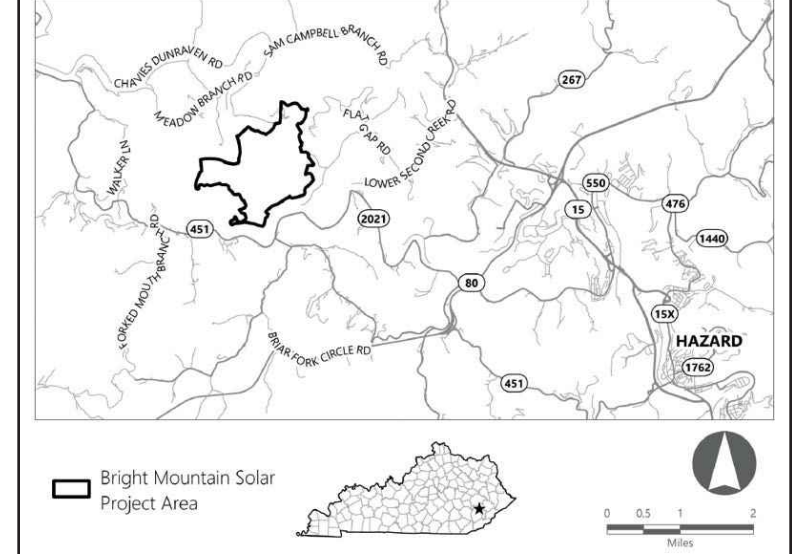 SAM CAMPBELL BRANCH RD
CHAVIES DUNRAVEN RD
267
MEADOW BRANCH RD
FLAT GAP RD
WALKER LN
LOWER SECOND CREEK RD
550
15
476
2021
451
1440
FORKED MOUTH BRANCH RD
80
15X
HAZARD
BRIAR FORK CIRCLE RD
1762
451
Bright Mountain Solar
Project Area
0 0.5 1 2
Miles